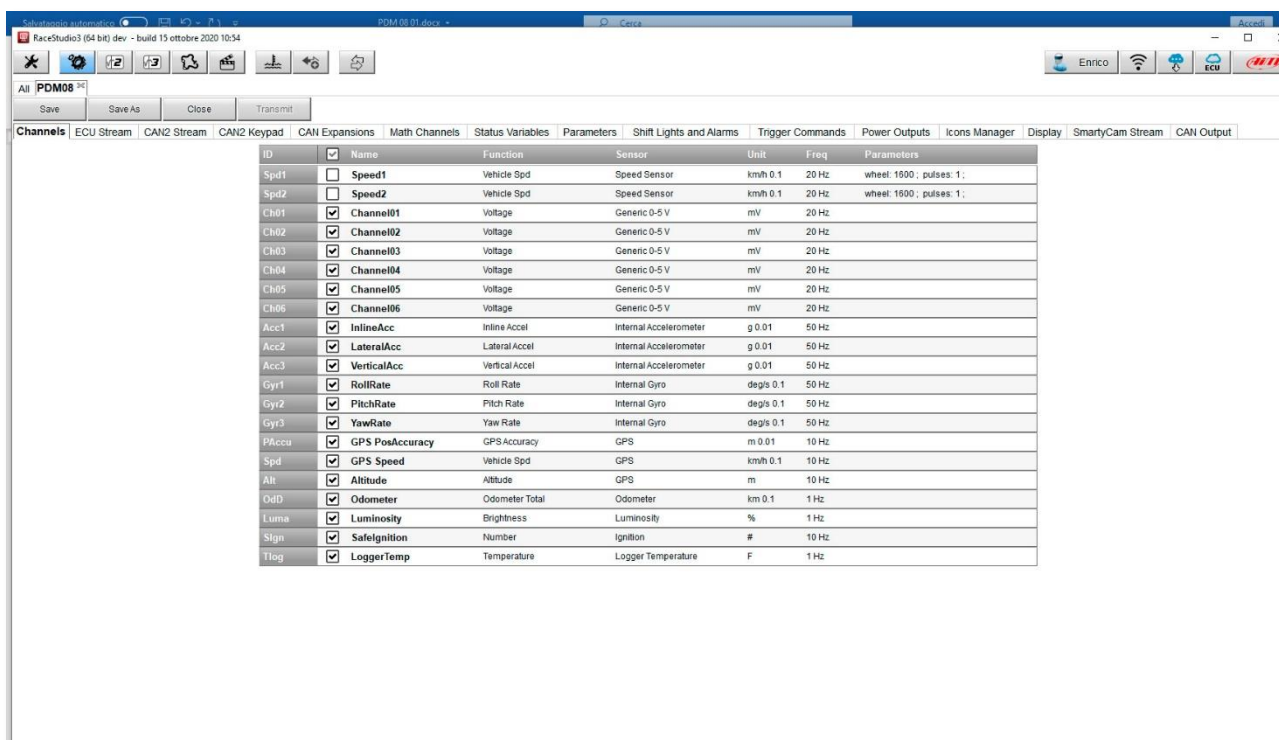 Salvataggio automatico PDM 08 01.docx Cerca Accedi
RaceStudio3 (64 bit) dev - build 15 ottobre 2020 10:54
2 3 Enrico ECU
All PDM08
Save Save As Close Transmit
Channels ECU Stream CAN2 Stream CAN2 Keypad CAN Expansions Math Channels Status Variables Parameters Shift Lights and Alarms Trigger Commands Power Outputs Icons Manager Display SmartyCam Stream CAN Output
ID Name Function Sensor Unit Freq Parameters
Spd1 Speed1 Vehicle Spd Speed Sensor km/h 0.1 20 Hz wheel: 1600 ; pulses: 1 ;
Spd2 Speed2 Vehicle Spd Speed Sensor km/h 0.1 20 Hz wheel: 1600 ; pulses: 1 ;
Ch01 Channel01 Voltage Generic 0-5 V mV 20 Hz
Ch02 Channel02 Voltage Generic 0-5 V mV 20 Hz
Ch03 Channel03 Voltage Generic 0-5 V mV 20 Hz
Ch04 Channel04 Voltage Generic 0-5 V mV 20 Hz
Ch05 Channel05 Voltage Generic 0-5 V mV 20 Hz
Ch06 Channel06 Voltage Generic 0-5 V mV 20 Hz
Acc1 InlineAcc Inline Accel Internal Accelerometer g 0.01 50 Hz
Acc2 LateralAcc Lateral Accel Internal Accelerometer g 0.01 50 Hz
Acc3 VerticalAcc Vertical Accel Internal Accelerometer g 0.01 50 Hz
Gyr1 RollRate Roll Rate Internal Gyro deg/s 0.1 50 Hz
Gyr2 PitchRate Pitch Rate Internal Gyro deg/s 0.1 50 Hz
Gyr3 YawRate Yaw Rate Internal Gyro deg/s 0.1 50 Hz
PAccu GPS PosAccuracy GPS Accuracy GPS m 0.01 10 Hz
Spd GPS Speed Vehicle Spd GPS km/h 0.1 10 Hz
Alt Altitude Altitude GPS m 10 Hz
OdD Odometer Odometer Total Odometer km 0.1 1 Hz
Luma Luminosity Brightness Luminosity % 1 Hz
SIgn SafeIgnition Number Ignition # 10 Hz
Tlog LoggerTemp Temperature Logger Temperature F 1 Hz